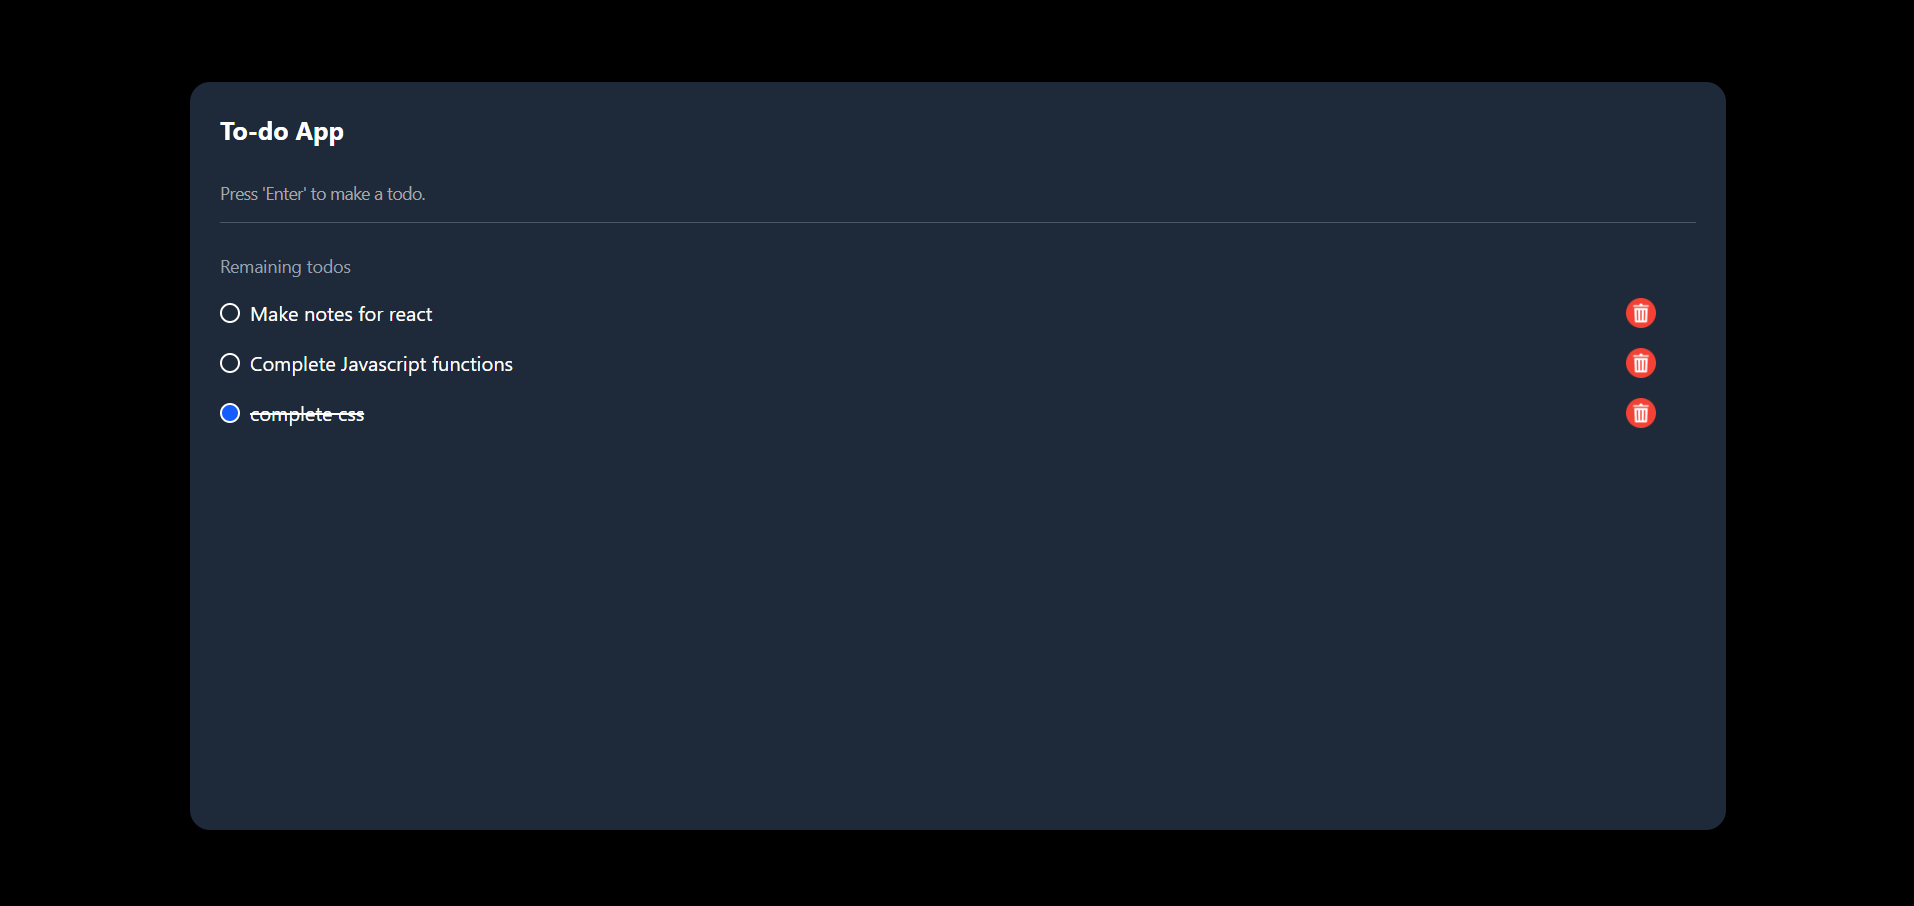 To-do App
Press 'Enter' to make a todo.
Remaining todos
Make notes for react
Complete Javascript functions
complete css